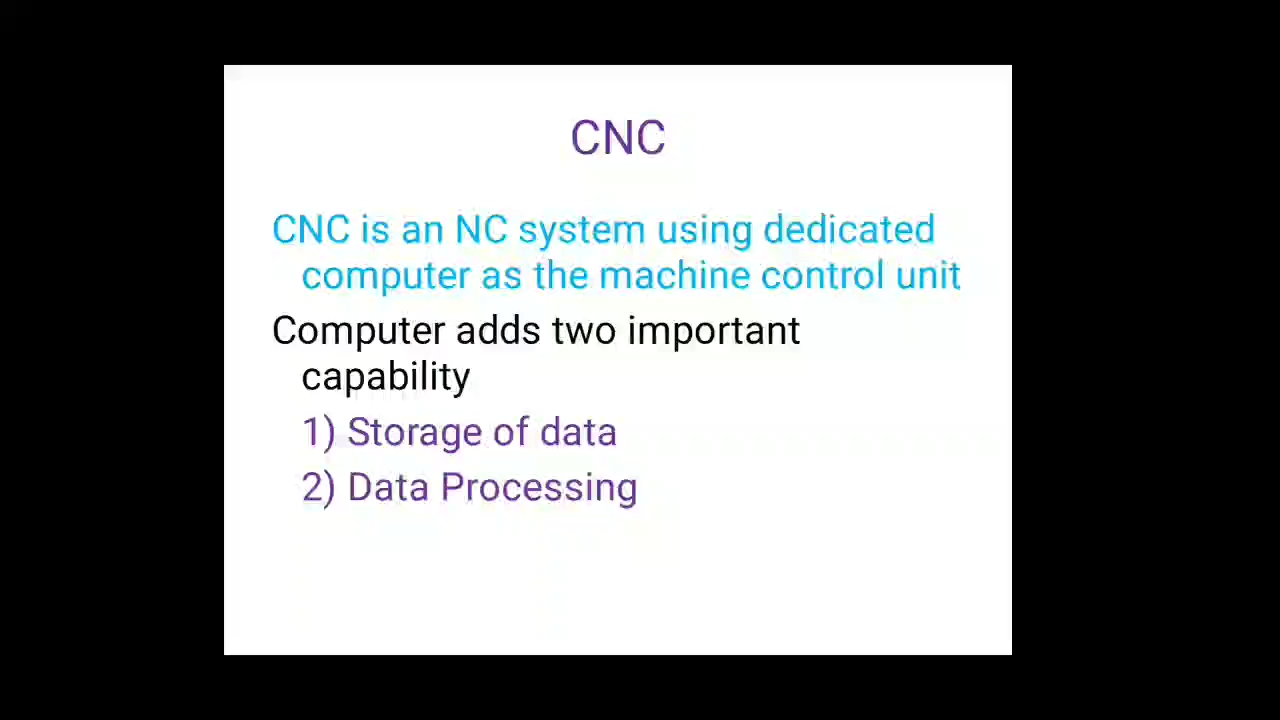 CNC
CNC is an NC system using dedicated
computer as the machine control unit
Computer adds two important
capability
1) Storage of data
2) Data Processing